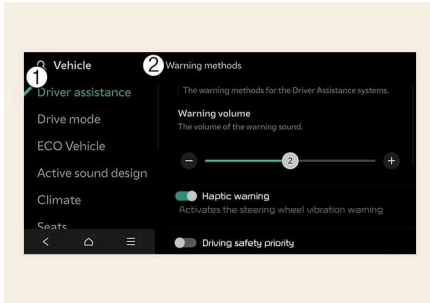 Vehicle
1
Driver assistance
Drive mode
ECO Vehicle
Active sound design
Climate
Seats
2 Warning methods
The warning methods for the Driver Assistance systems.
Warning volume
The volume of the warning sound.
2
Haptic warning
Activates the steering wheel vibration warning
Driving safety priority